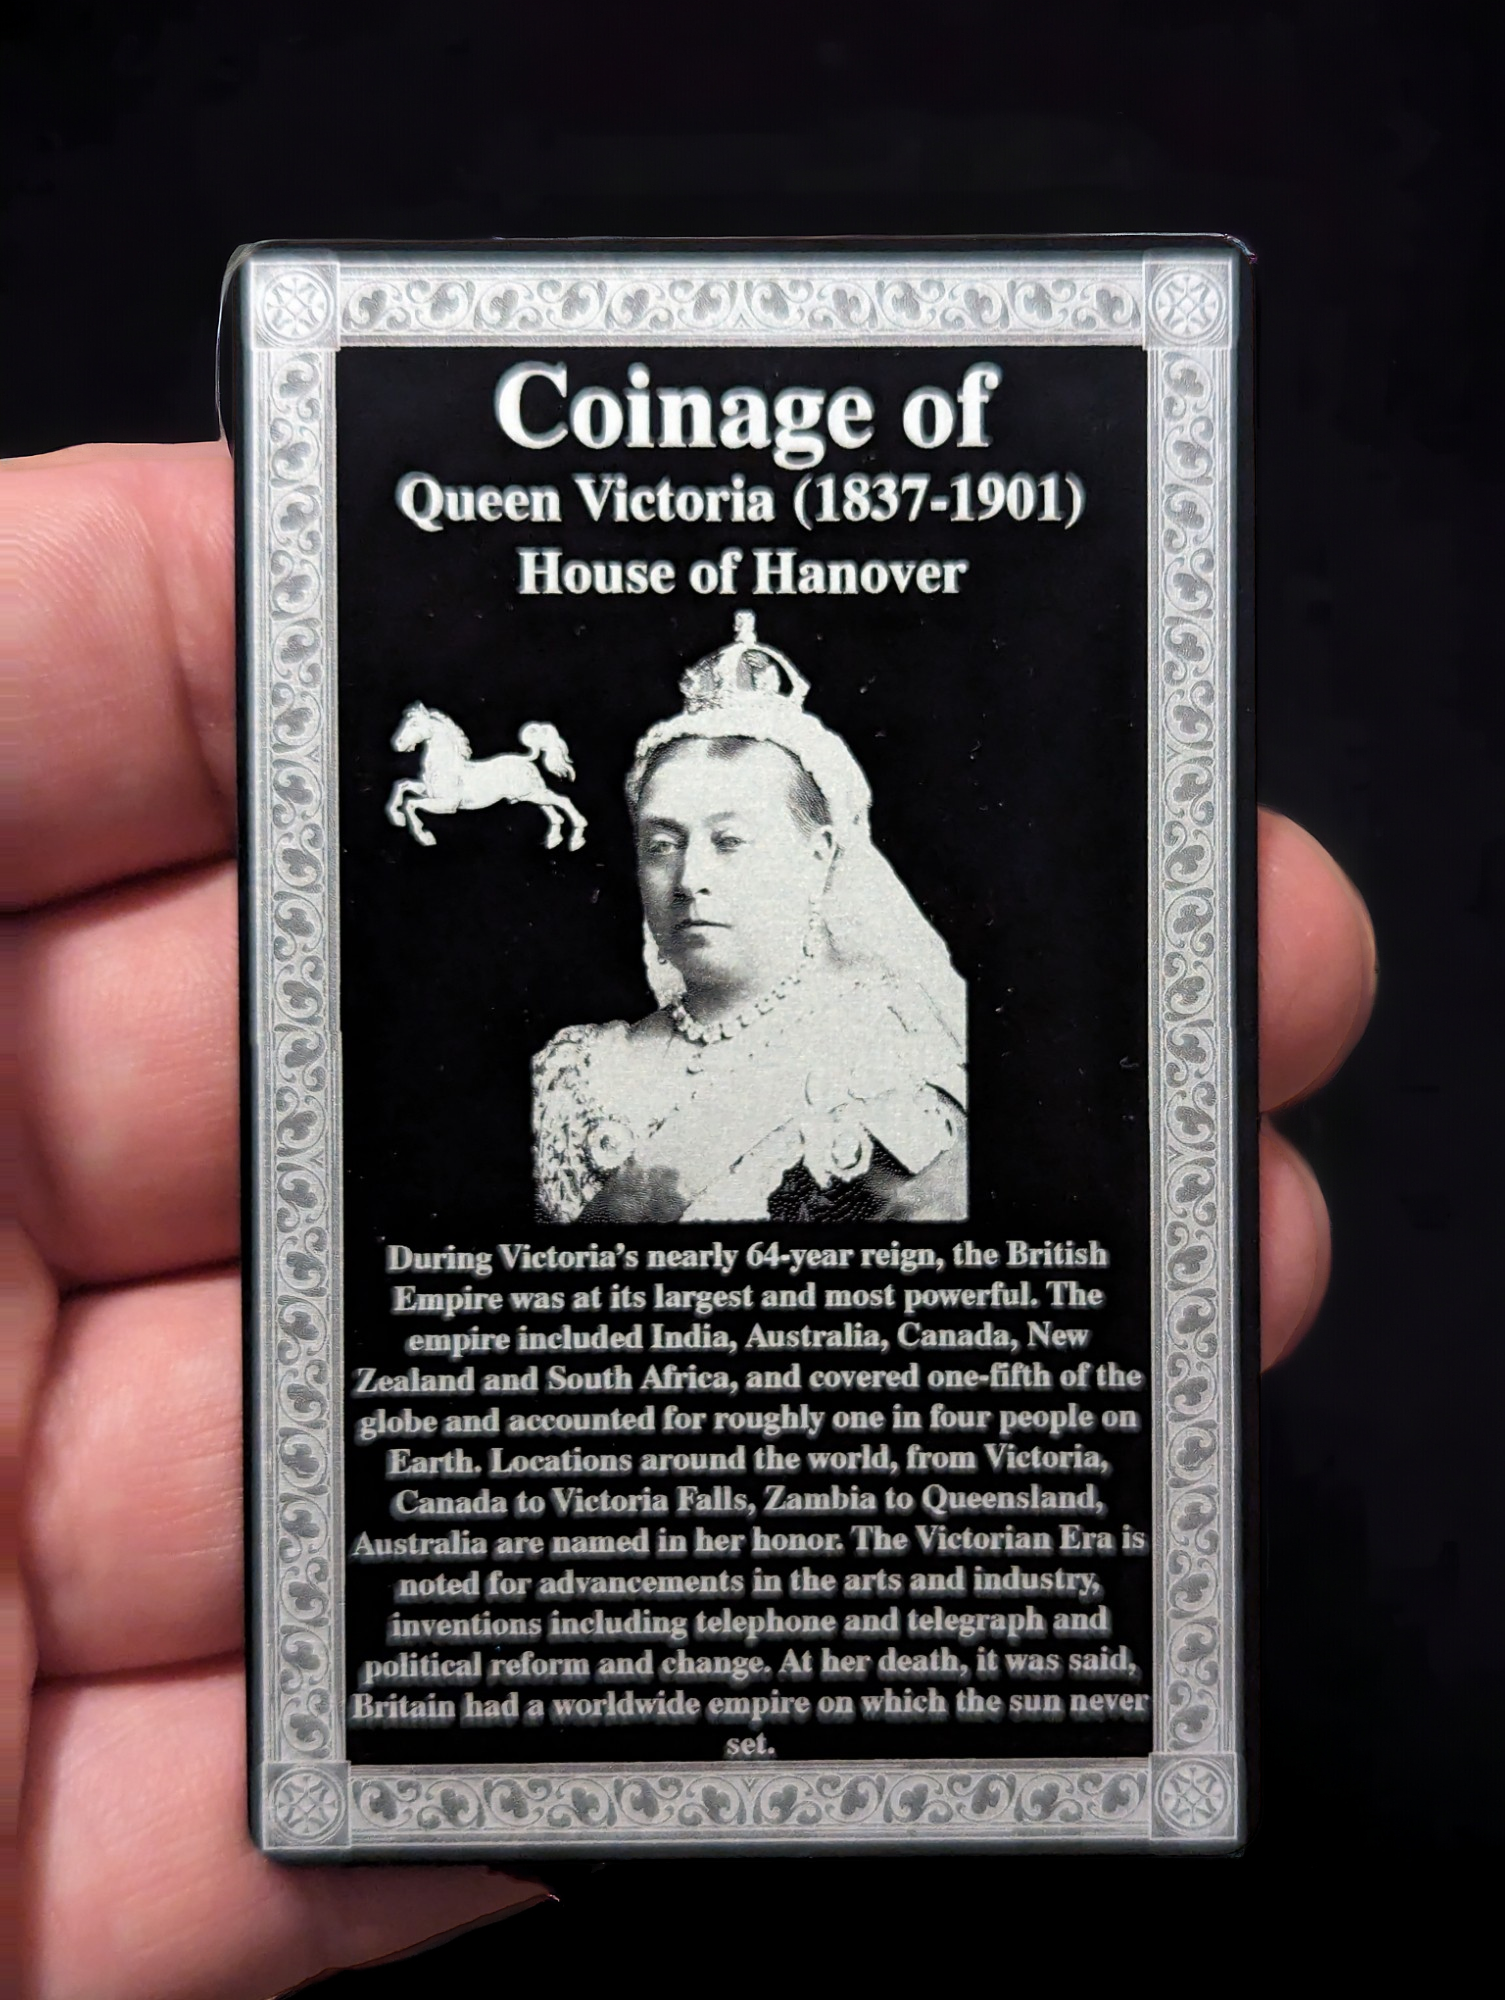 Coinage of
Queen Victoria (1837-1901)
House of Hanover
During Victoria’s nearly 64-year reign, the British
Empire was at its largest and most powerful. The
empire included India, Australia, Canada, New
Zealand and South Africa, and covered one-fifth of the
globe and accounted for roughly one in four people on
Earth. Locations around the world, from Victoria,
Canada to Victoria Falls, Zambia to Queensland,
Australia are named in her honor. The Victorian Era is
noted for advancements in the arts and industry,
inventions including telephone and telegraph and
political reform and change. At her death, it was said,
Britain had a worldwide empire on which the sun never
set.